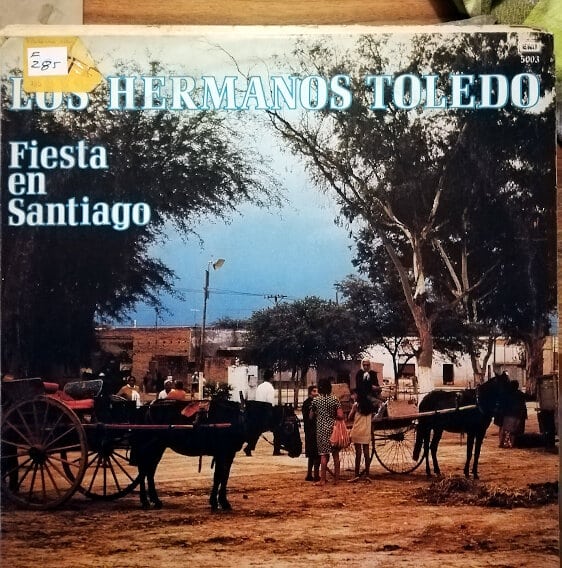 F
285
EMI
5003
LOS HERMANOS TOLEDO
Fiesta
en
Santiago